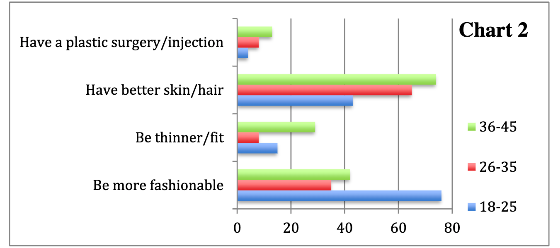 Chart 2
Have a plastic surgery/injection
Have better skin/hair
Be thinner/fit
Be more fashionable
0 20 40 60 80
36-45
26-35
18-25